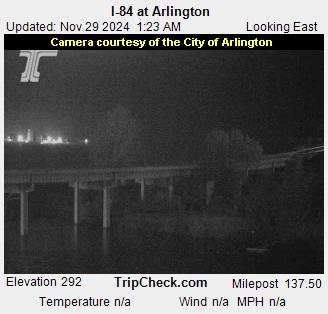 I-84 at Arlington
Updated: Nov 29 2024 1:23 AM Looking East
Camera courtesy of the City of Arlington
Elevation 292 TripCheck.com Milepost 137.50
Temperature n/a Wind n/a MPH n/a